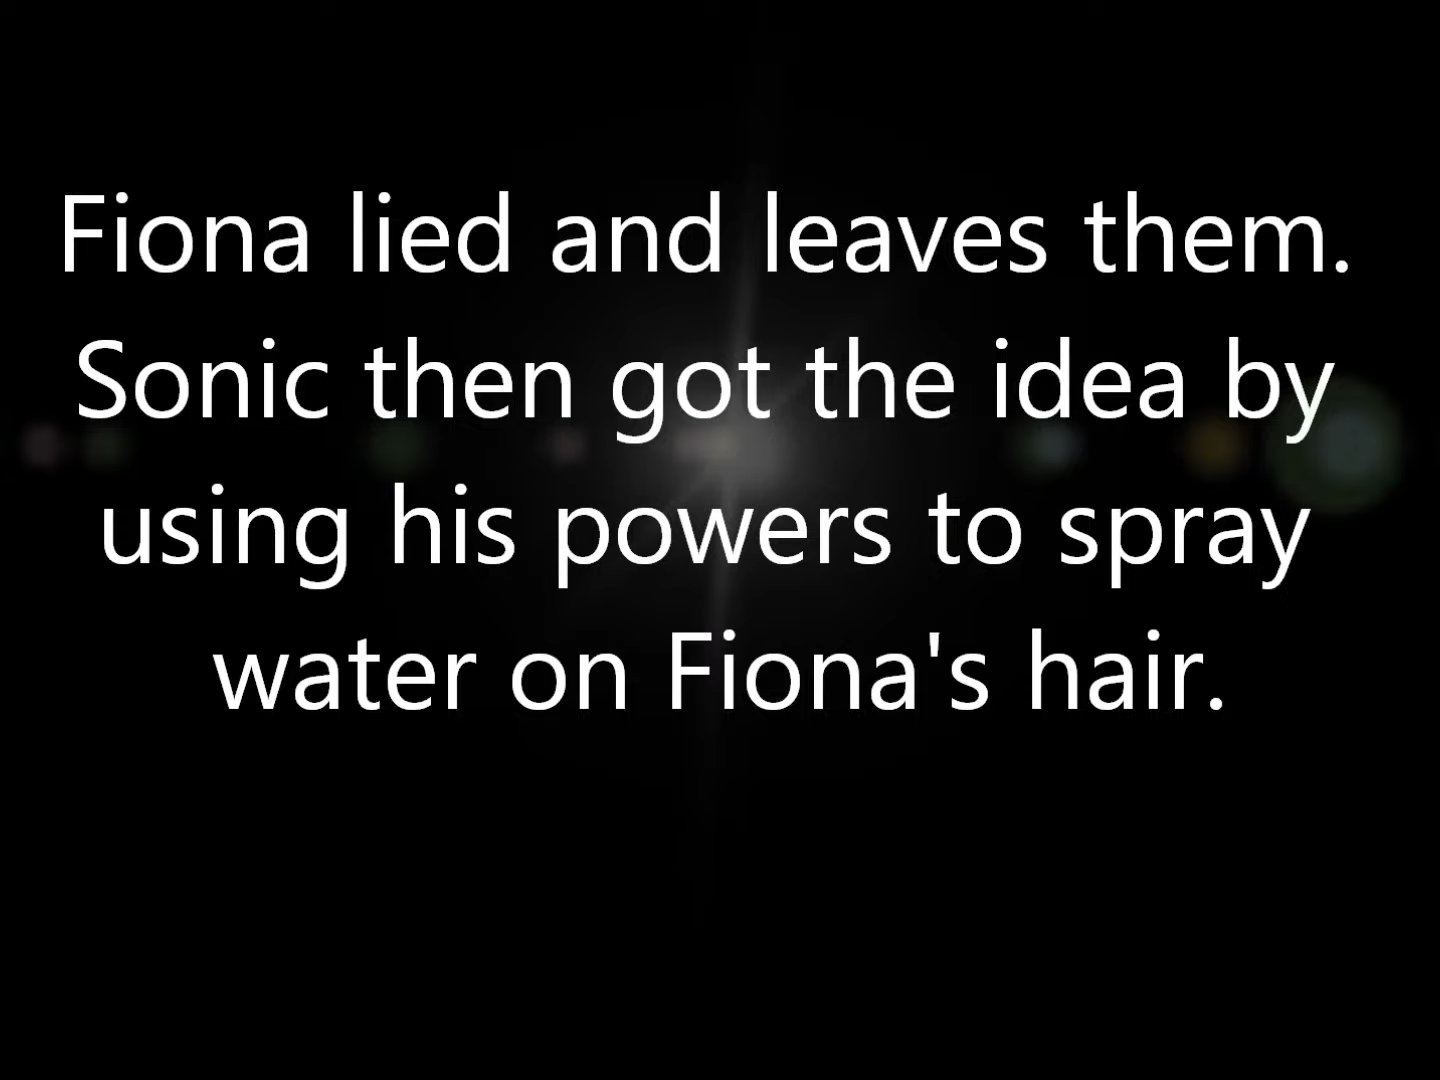 Fiona lied and leaves them.
Sonic then got the idea by
using his powers to spray
water on Fiona's hair.